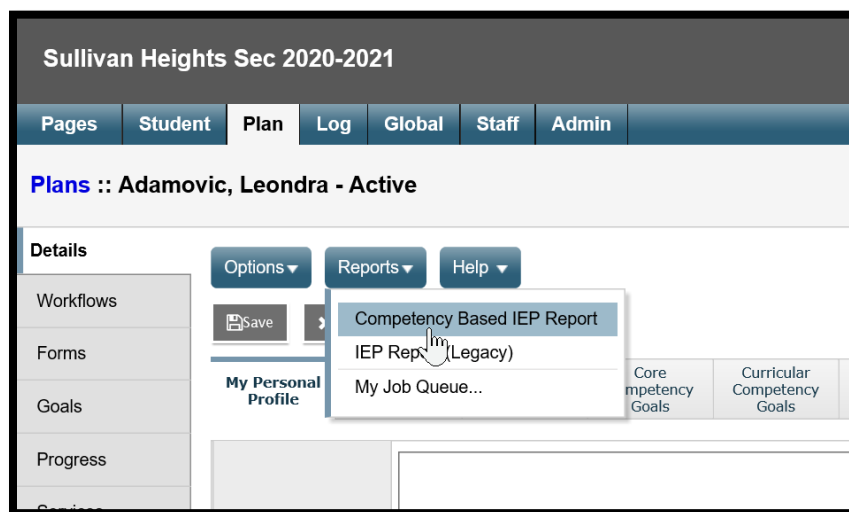 Sullivan Heights Sec 2020-2021
Pages Student Plan Log Global Staff Admin
Plans :: Adamovic, Leondra - Active
Details
Workflows
Forms
Goals
Progress
Options Reports Help
Save
Competency Based IEP Report
IEP (Legacy)
My Job Queue...
My Personal
Profile
Core
Goals
Curricular
Competency
Goals